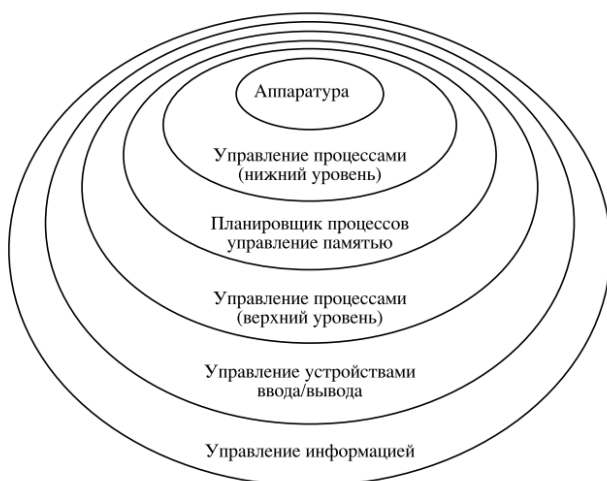 Аппаратура
Управление процессами
(нижний уровень)
Планировщик процессов
управление памятью
Управление процессами
(верхний уровень)
Управление устройствами
ввода/вывода
Управление информацией